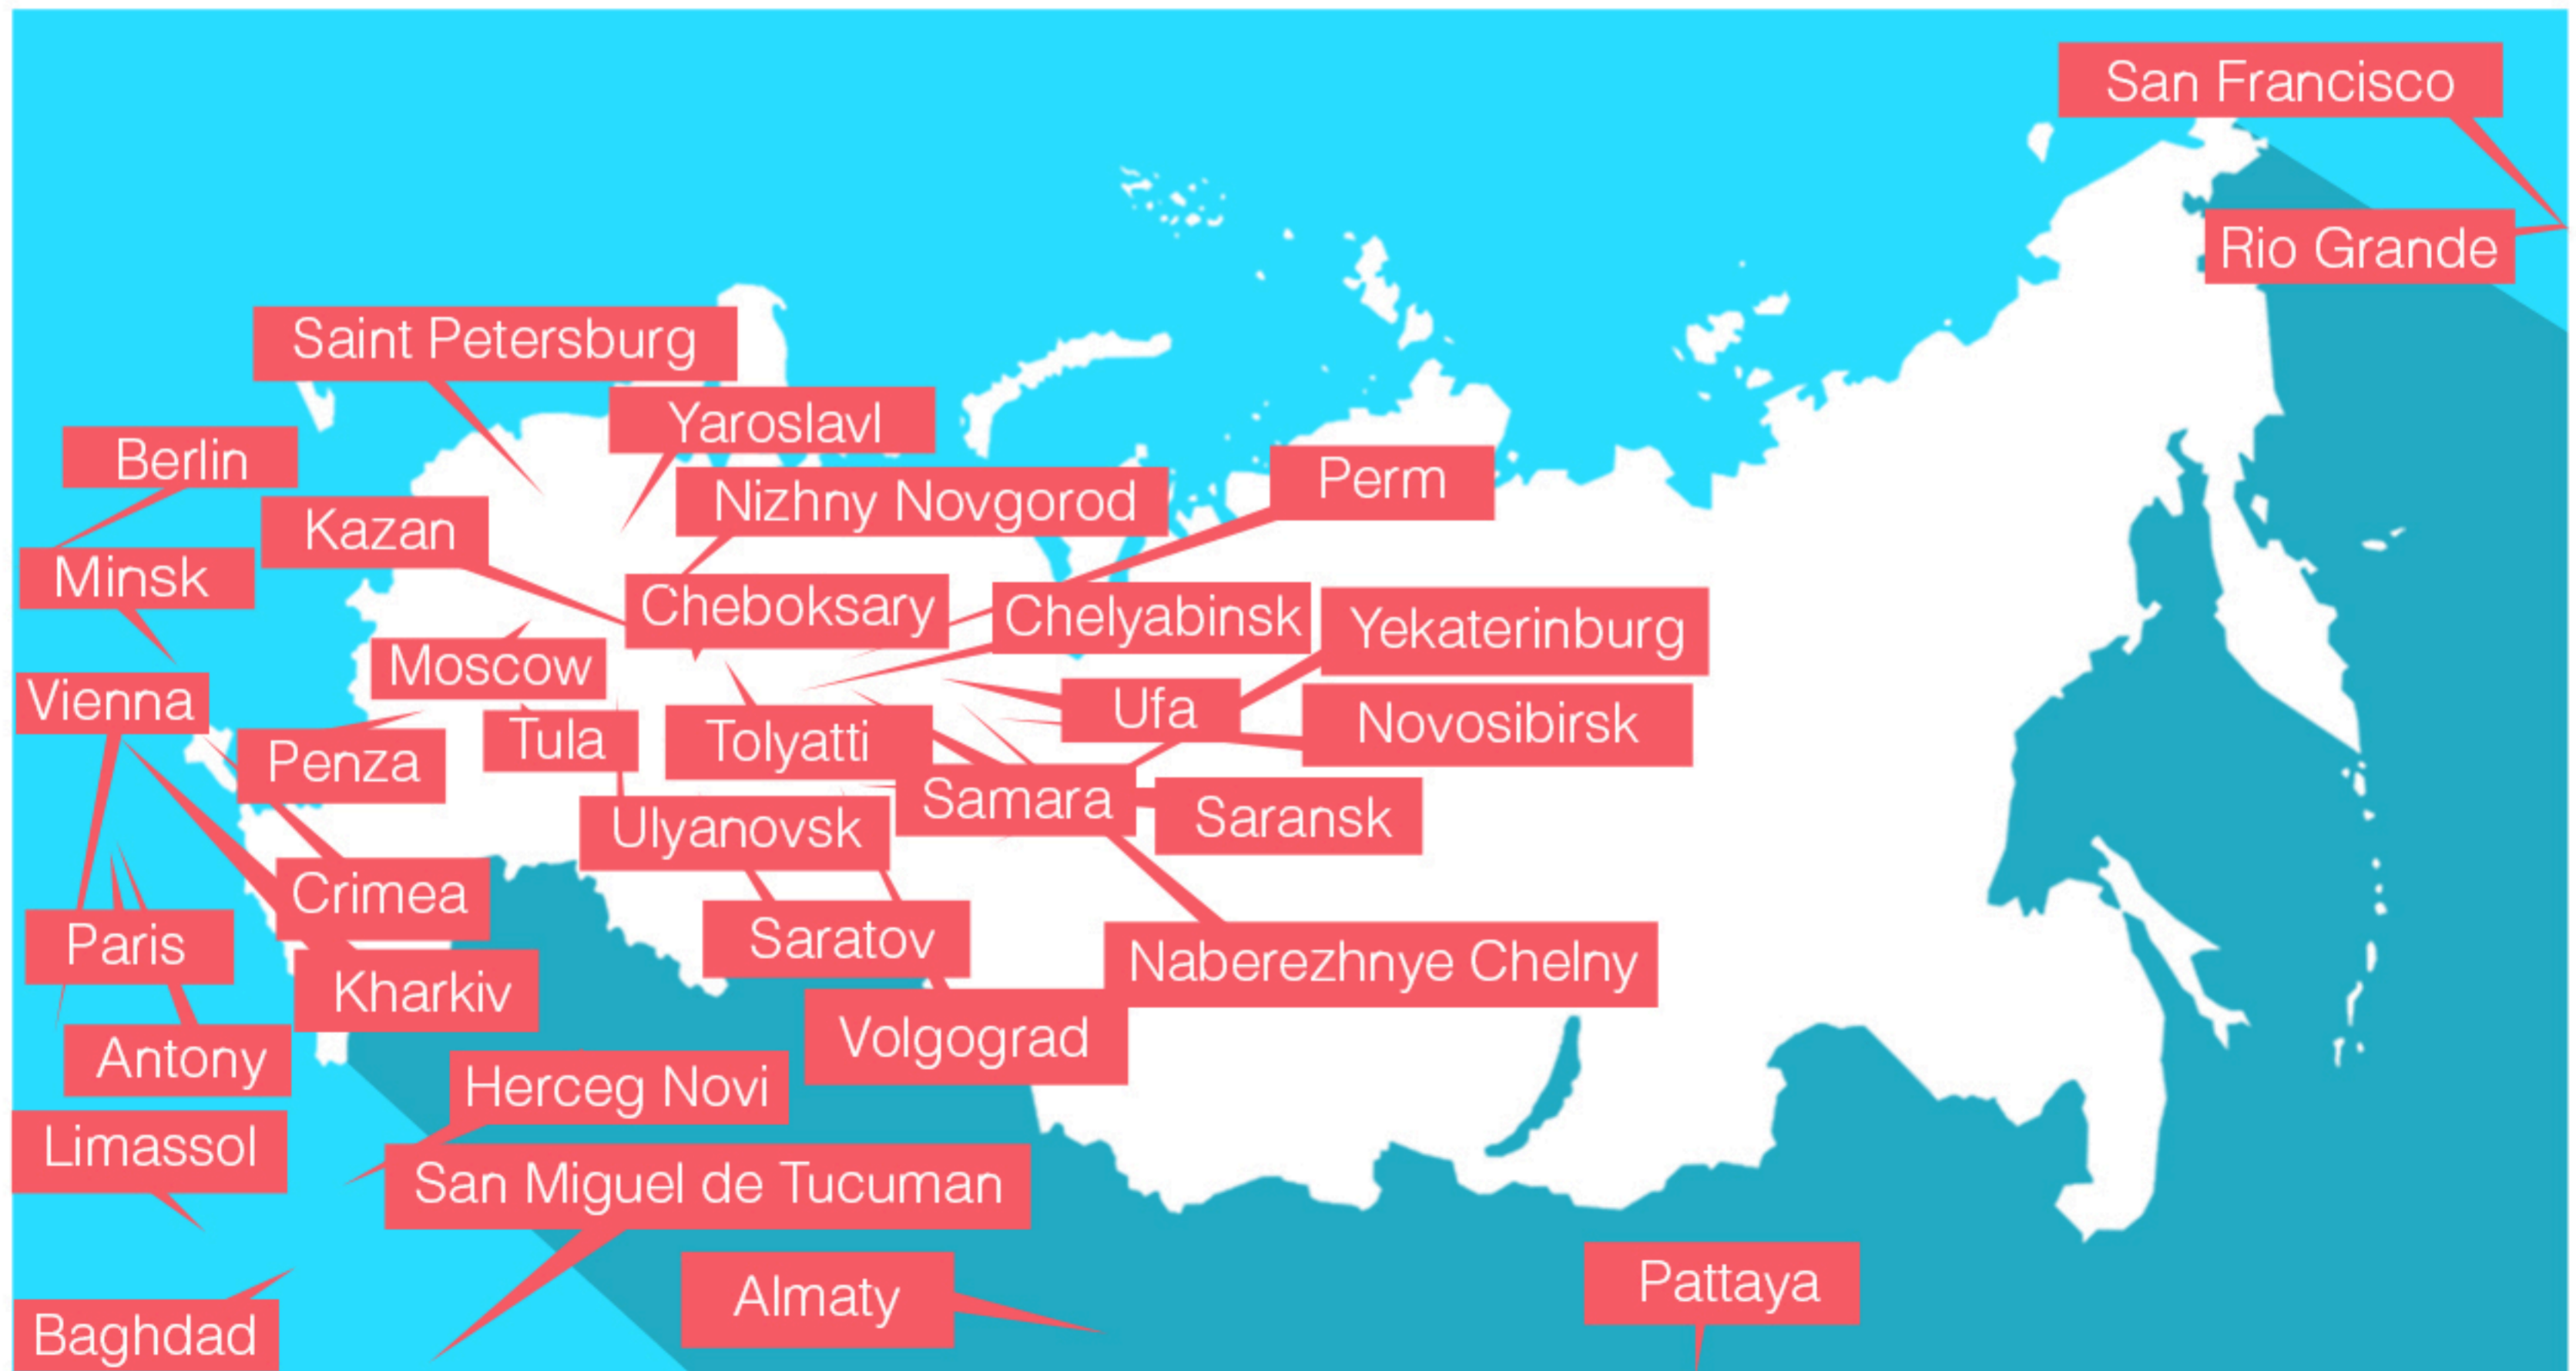 San Francisco
Rio Grande
Saint Petersburg
Yaroslavl
Berlin
Perm
Nizhny Novgorod
Kazan
Minsk
Cheboksary
Chelyabinsk
Yekaterinburg
Moscow
Vienna
Ufa
Novosibirsk
Tula
Tolyatti
Penza
Samara
Saransk
Ulyanovsk
Crimea
Paris
Saratov
Naberezhnye Chelny
Kharkiv
Volgograd
Antony
Herceg Novi
Limassol
San Miguel de Tucuman
Pattaya
Almaty
Baghdad